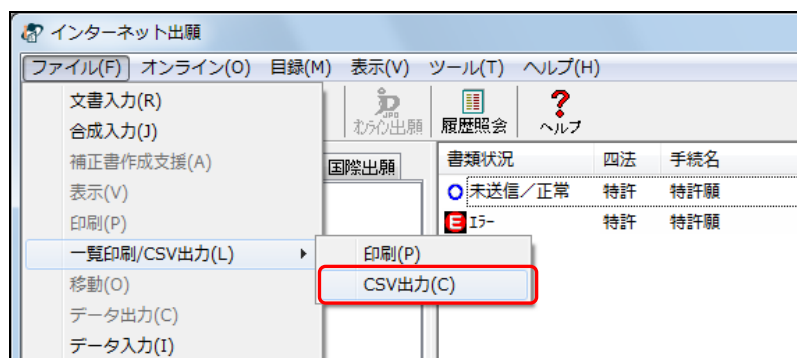 インターネット出願
ファイル(F) オンライン(O) 目録(M) 表示(V) ツール(T) ヘルプ(H)
文書入力(R)
合成入力(J)
補正書作成支援(A)
表示(V)
印刷(P)
一覧印刷/CSV出力(L)
移動(O)
データ出力(C)
データ入力(I)
印刷(P)
CSV出力(C)
JPO
オンライン出願 履歴照会 ヘルプ
国際出願
書類状況 四法 手続名
未送信/正常 特許 特許願
E エラー 特許 特許願